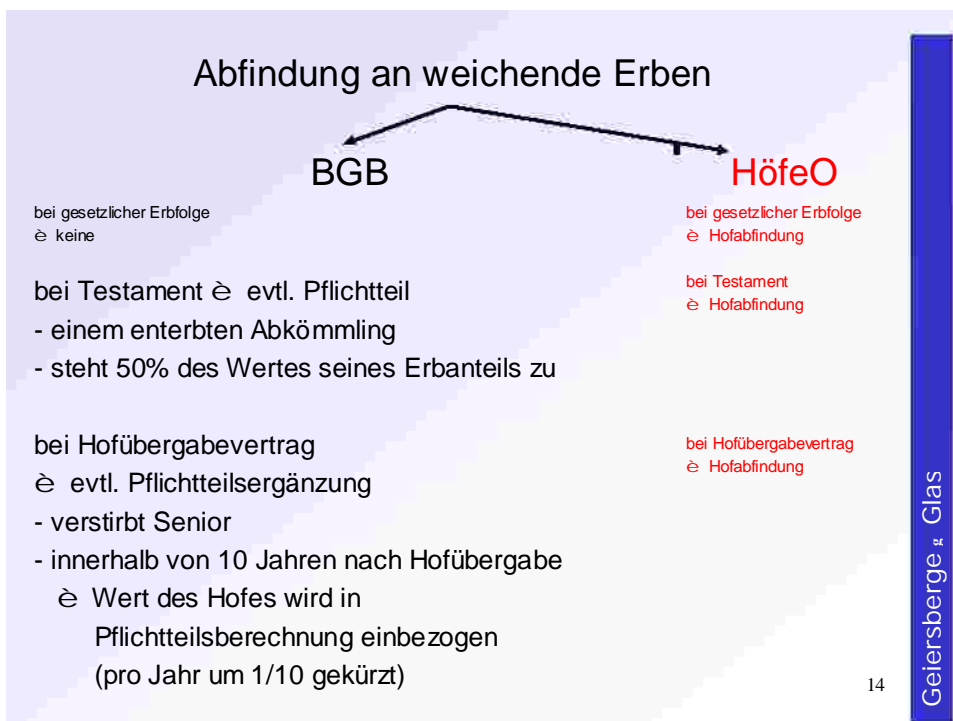 Abfindung an weichende Erben
BGB
bei gesetzlicher Erbfolge
è keine
bei Testament è evtl. Pflichtteil
- einem enterbten Abkömmling
- steht 50% des Wertes seines Erbanteils zu
bei Hofübergabevertrag
è evtl. Pflichtteilsergänzung
- verstirbt Senior
- innerhalb von 10 Jahren nach Hofübergabe
è Wert des Hofes wird in
Pflichtteilsberechnung einbezogen
(pro Jahr um 1/10 gekürzt)
HöfeO
bei gesetzlicher Erbfolge
è Hofabfindung
bei Testament
è Hofabfindung
bei Hofübergabevertrag
è Hofabfindung
14
Geiersberge g Glas